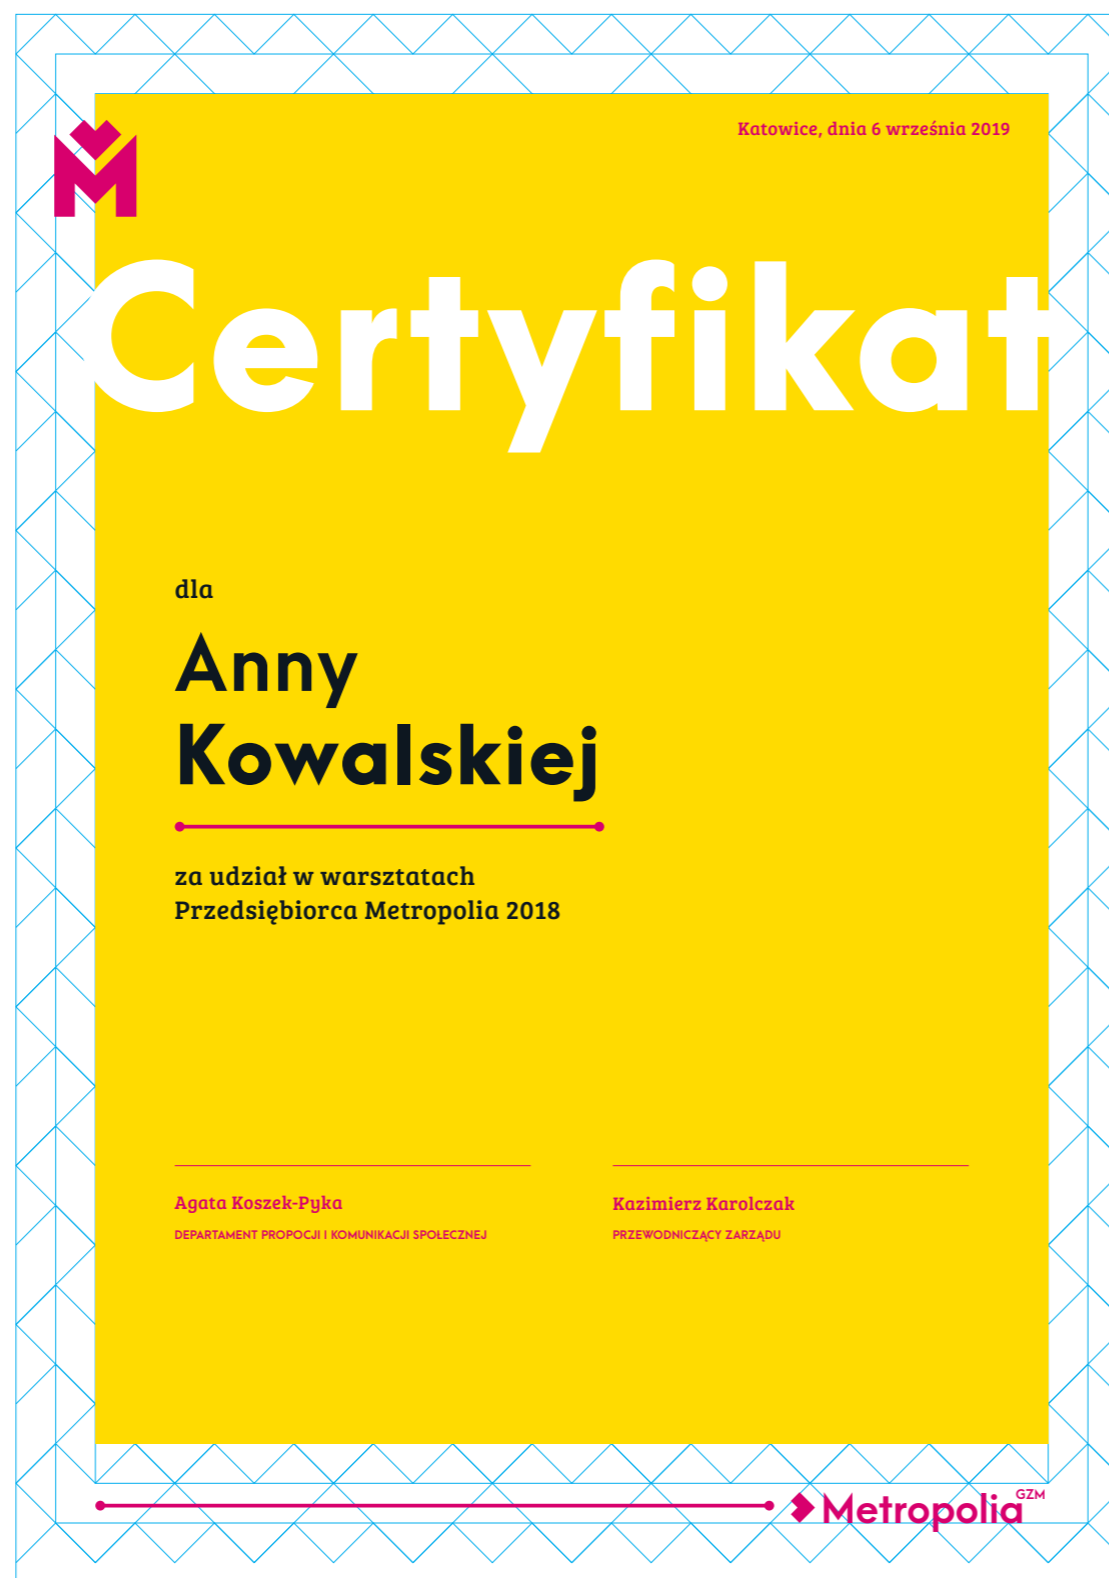 Katowice, dnia 6 września 2019
Certyfikat
dla
Anny
Kowalskiej
za udział w warsztatach
Przedsiębiorca Metropolia 2018
Agata Koszek-Pyka
DEPARTAMENT PROPOCJI I KOMUNIKACJI SPOŁECZNEJ
Kazimierz Karolczak
PRZEWODNICZĄCY ZARZĄDU
Metropolia GZM